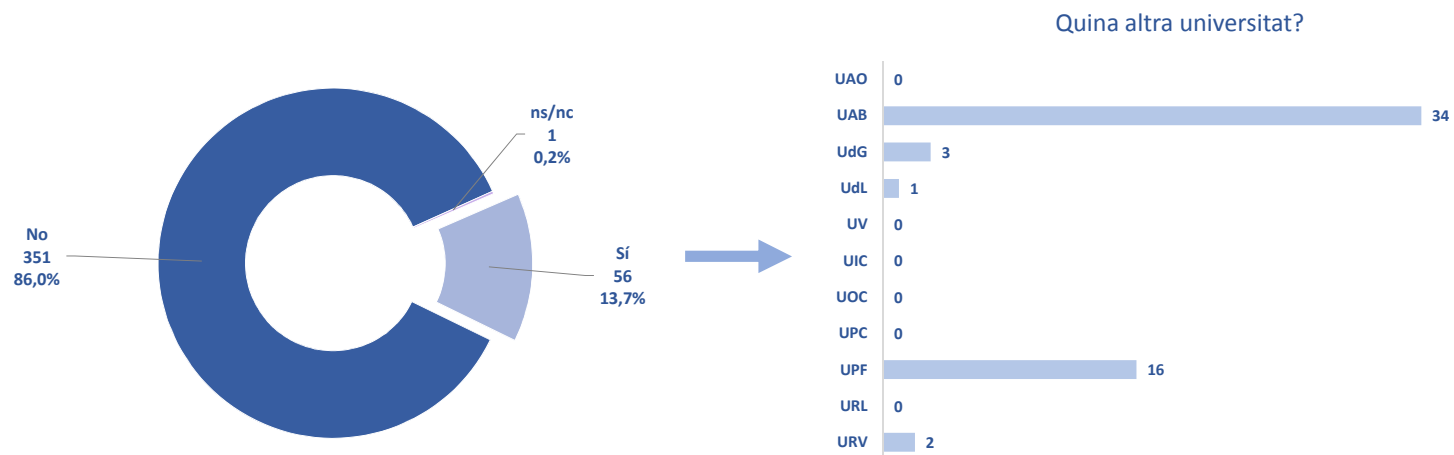 ns/nc
1
0,2%
No
351
86,0%
Sí
56
13,7%
Quina altra universitat?
UAO 0
UAB 34
UdG 3
UdL 1
UV 0
UIC 0
UOC 0
UPC 0
UPF 16
URL 0
URV 2